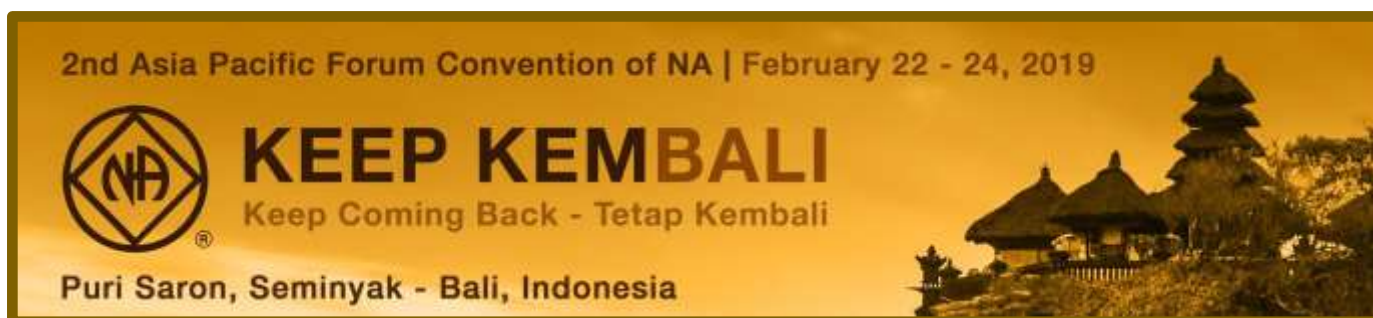 2nd Asia Pacific Forum Convention of NA | February 22 - 24, 2019
NA
®
KEEP KEMBALI
Keep Coming Back - Tetap Kembali
Puri Saron, Seminyak - Bali, Indonesia